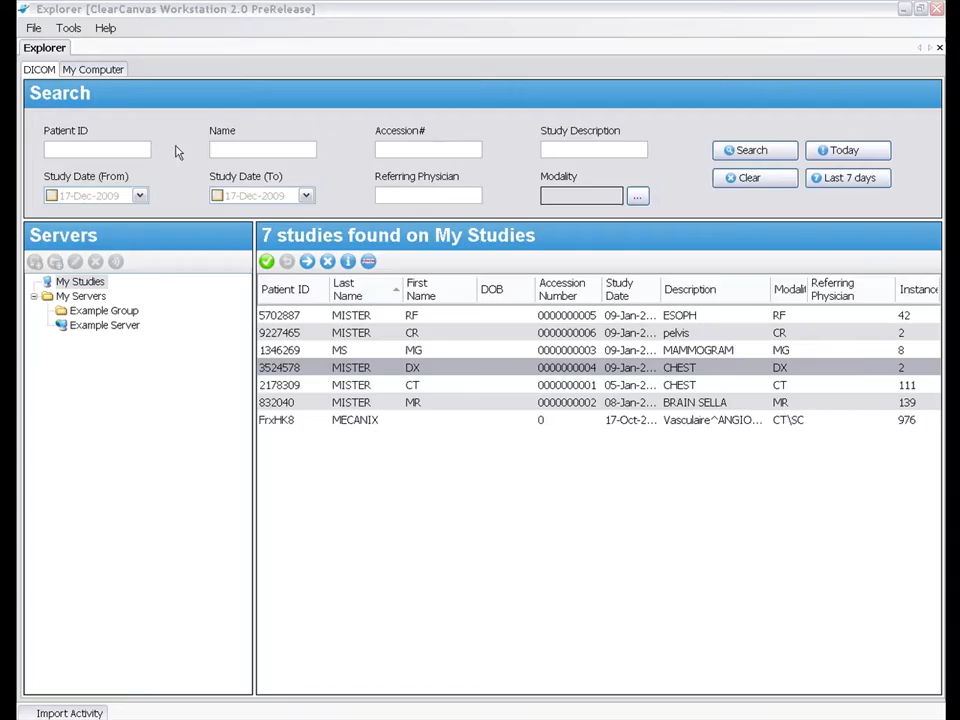 Explorer [ClearCanvas Workstation 2.0 PreRelease]
File Tools Help
Explorer
DICOM My Computer
Search
Patient ID Name Accession# Study Description
Search Today
Study Date (From) Study Date (To) Referring Physician Modality
Clear Last 7 days
17-Dec-2009 17-Dec-2009 ...
Servers
7 studies found on My Studies
My Studies
My Servers
Example Group
Example Server
Patient ID Last Name First Name DOB Accession Number Study Date Description Modali Referring Physician Instance
5702887 MISTER RF 0000000005 09-Jan-2... ESOPH RF 42
9227465 MISTER CR 0000000006 09-Jan-2... pelvis CR 2
1346269 MS MG 0000000003 09-Jan-2... MAMMOGRAM MG 8
3524578 MISTER DX 0000000004 09-Jan-2... CHEST DX 2
2178309 MISTER CT 0000000001 05-Jan-2... CHEST CT 111
832040 MISTER MR 0000000002 08-Jan-2... BRAIN SELLA MR 139
FrxHK8 MECANIX 0 17-Oct-2... Vasculaire^ANGIO... CT\SC 976
Import Activity